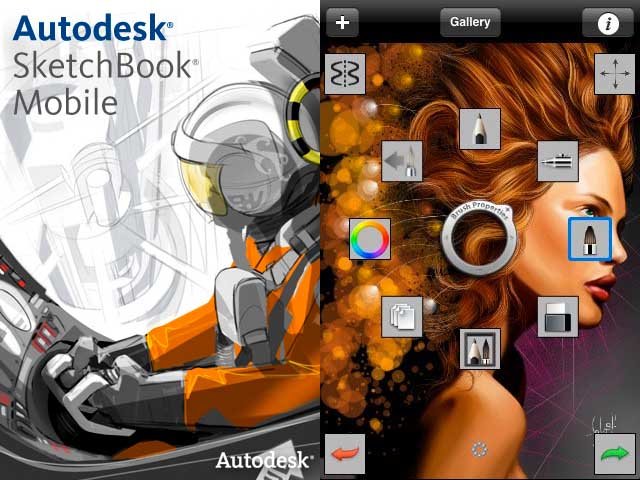 Autodesk®
SketchBook®
Mobile
Autodesk®
Gallery
i
Brush Properties